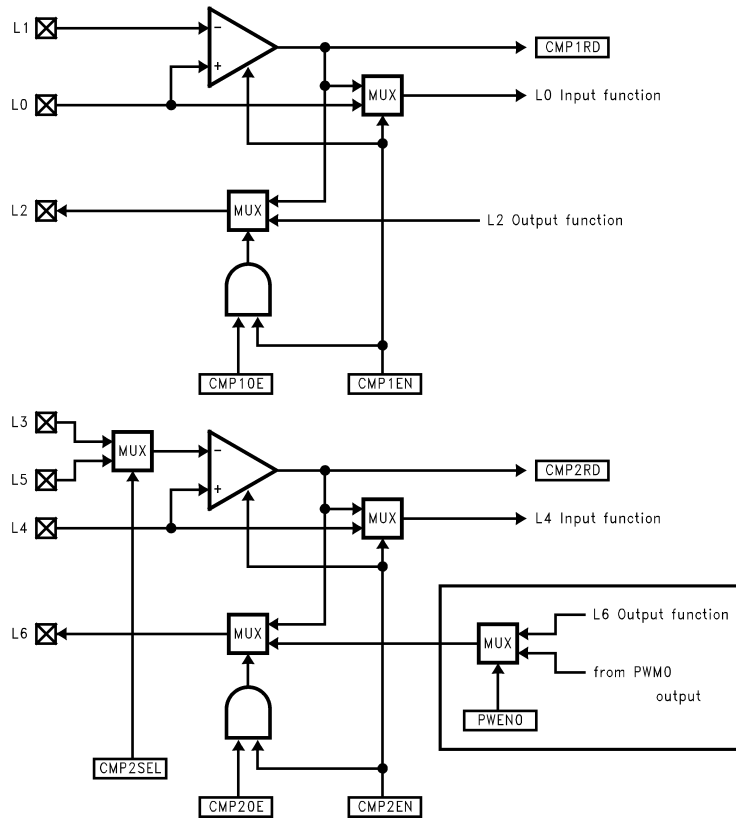 L1
−
+
CMP1RD
L0
MUX
L0 Input function
L2
MUX
L2 Output function
CMP1OE
CMP1EN
L3
MUX
−
L5
+
CMP2RD
L4
MUX
L4 Input function
L6
MUX
MUX
L6 Output function
from PWM0
output
PWEN0
CMP2SEL
CMP2OE
CMP2EN